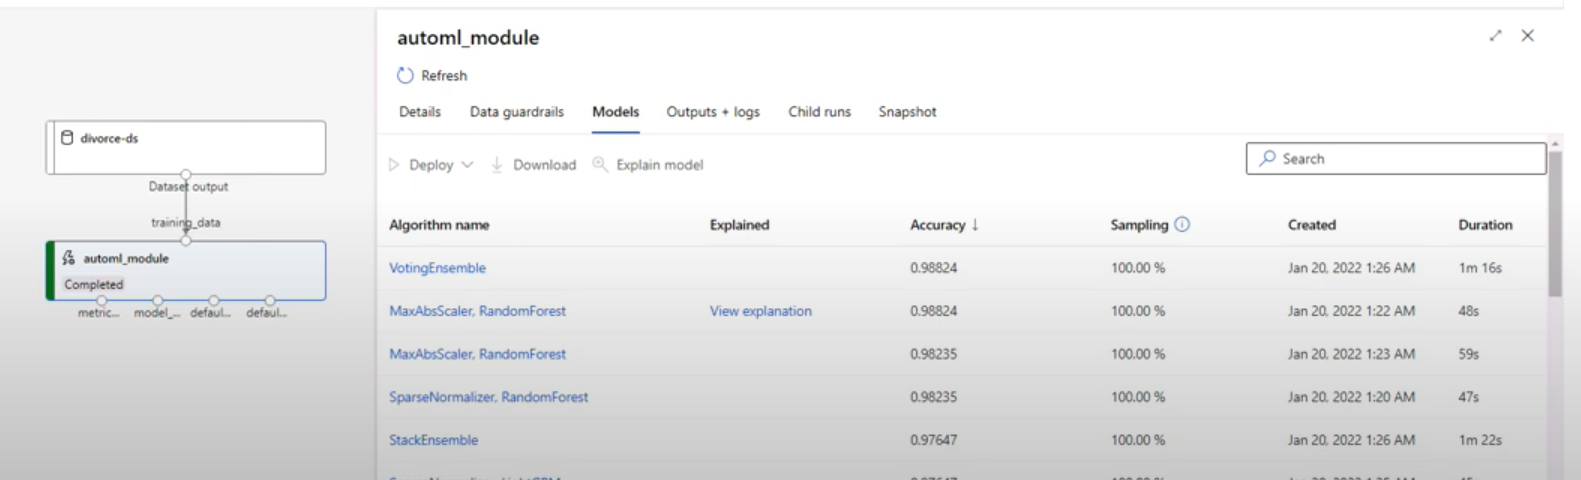 automl_module
Refresh
Details Data guardrails Models Outputs + logs Child runs Snapshot
divorce-ds
Dataset output
training_data
automl_module
Completed
metric... model_... defaul... defaul...
Deploy Download Explain model
Search
Algorithm name Explained Accuracy ↓ Sampling Created Duration
VotingEnsemble 0.98824 100.00 % Jan 20, 2022 1:26 AM 1m 16s
MaxAbsScaler, RandomForest View explanation 0.98824 100.00 % Jan 20, 2022 1:22 AM 48s
MaxAbsScaler, RandomForest 0.98235 100.00 % Jan 20, 2022 1:23 AM 59s
SparseNormalizer, RandomForest 0.98235 100.00 % Jan 20, 2022 1:20 AM 47s
StackEnsemble 0.97647 100.00 % Jan 20, 2022 1:26 AM 1m 22s